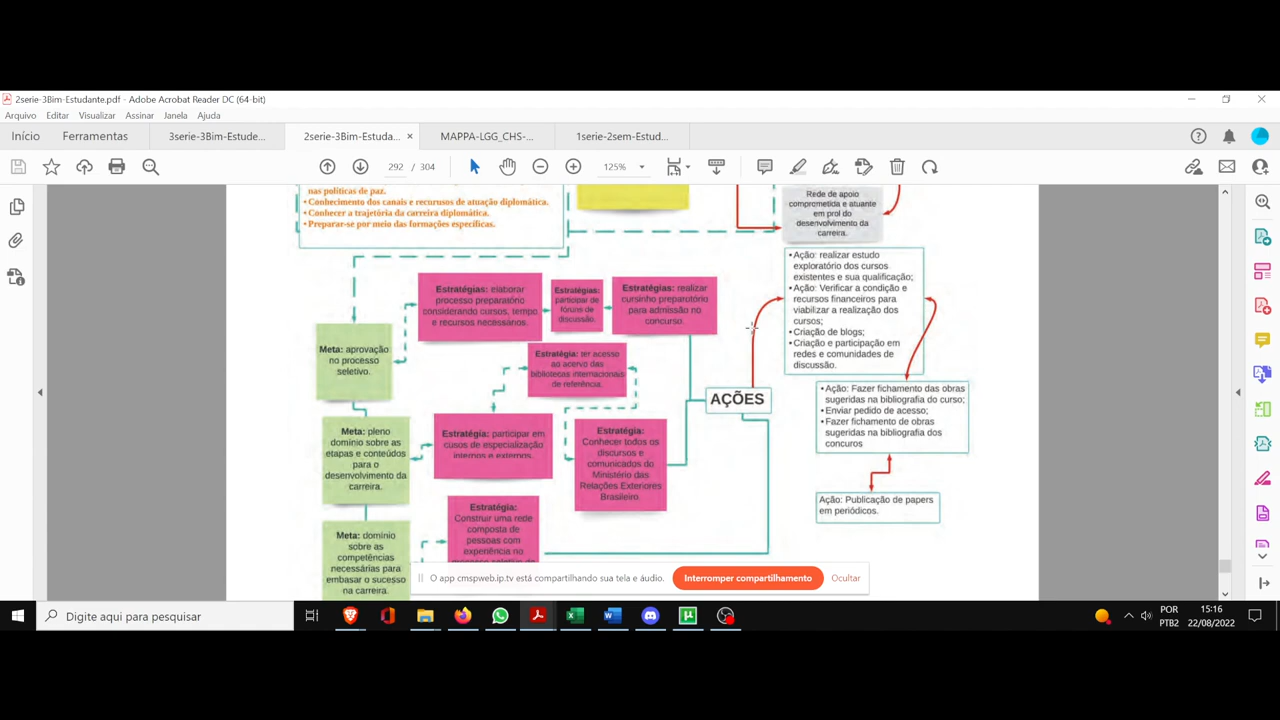 2serie-3Bim-Estudante.pdf - Adobe Acrobat Reader DC (64-bit)
Arquivo Editar Visualizar Assinar Janela Ajuda
Início Ferramentas 3serie-3Bim-Estude... 2serie-3Bim-Estuda... × MAPPA-LGG_CHS-... 1serie-2sem-Estud...
292 / 304 125%
nas políticas de paz.
• Conhecimento dos canais e recurusos de atuação diplomática.
• Conhecer a trajetória da carreira diplomática.
• Preparar-se por meio das formações específicas.
Rede de apoio
comprometida e atuante
em prol do
desenvolvimento da
carreira.
• Ação: realizar estudo
exploratório dos cursos
existentes e sua qualificação;
• Ação: Verificar a condição e
recursos financeiros para
viabilizar a realização dos
cursos;
• Criação de blogs;
• Criação e participação em
redes e comunidades de
discussão.
Estratégias: elaborar
processo preparatório
considerando cursos, tempo
e recursos necessários.
Estratégias:
participar de
fóruns de
discussão.
Estratégias: realizar
cursinho preparatório
para admissão no
concurso.
Meta: aprovação
no processo
seletivo.
Estratégia: ter acesso
ao acervo das
bibliotecas internacionais
de referência.
AÇÕES
• Ação: Fazer fichamento das obras
sugeridas na bibliografia do curso;
• Enviar pedido de acesso;
• Fazer fichamento de obras
sugeridas na bibliografia dos
concuros
Meta: pleno
domínio sobre as
etapas e conteúdos
para o
desenvolvimento da
carreira.
Estratégia: participar em
cusos de especialização
internos e externos.
Estratégia:
Conhecer todos os
discursos e
comunicados do
Ministério das
Relações Exteriores
Brasileiro.
Ação: Publicação de papers
em periódicos.
Meta: domínio
sobre as
competências
necessárias para
embasar o sucesso
na carreira.
Estratégia:
Construir uma rede
composta de
pessoas com
experiência no
O app cmspweb.ip.tv está compartilhando sua tela e áudio. Interromper compartilhamento Ocultar
Digite aqui para pesquisar
POR
PTB2
15:16
22/08/2022